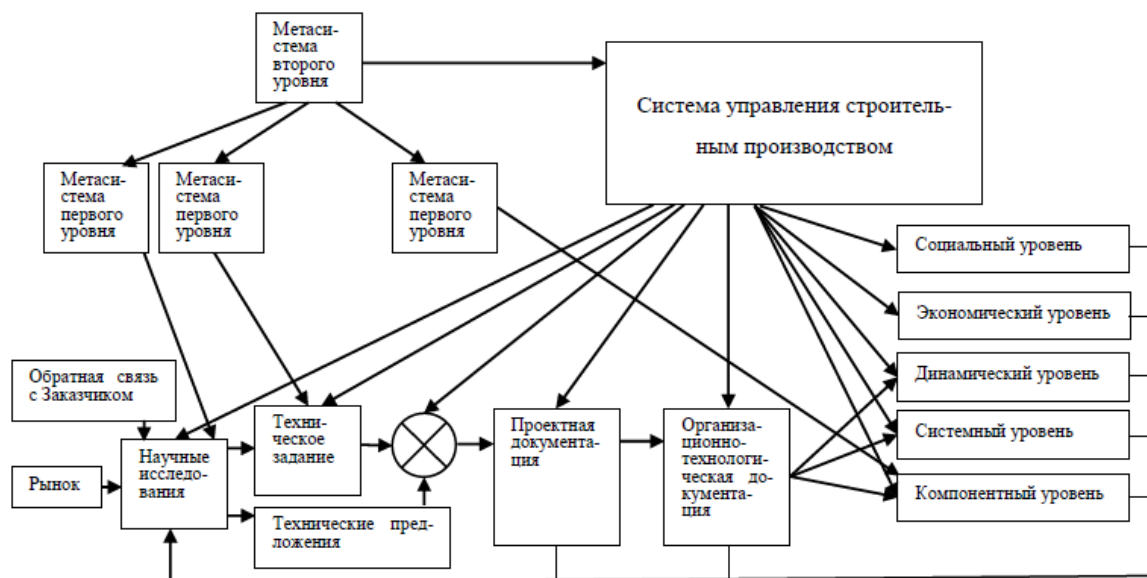 Метаси-
стема
второго
уровня
Система управления строитель-
ным производством
Метаси-
стема
первого
уровня
Метаси-
стема
первого
уровня
Метаси-
стема
первого
уровня
Социальный уровень
Экономический уровень
Динамический уровень
Системный уровень
Компонентный уровень
Обратная связь
с Заказчиком
Рынок
Научные
исследо-
вания
Техни-
ческое
задание
Технические пред-
ложения
Проектная
документа-
ция
Организа-
ционно-
технологи-
ческая до-
кумента-
ция